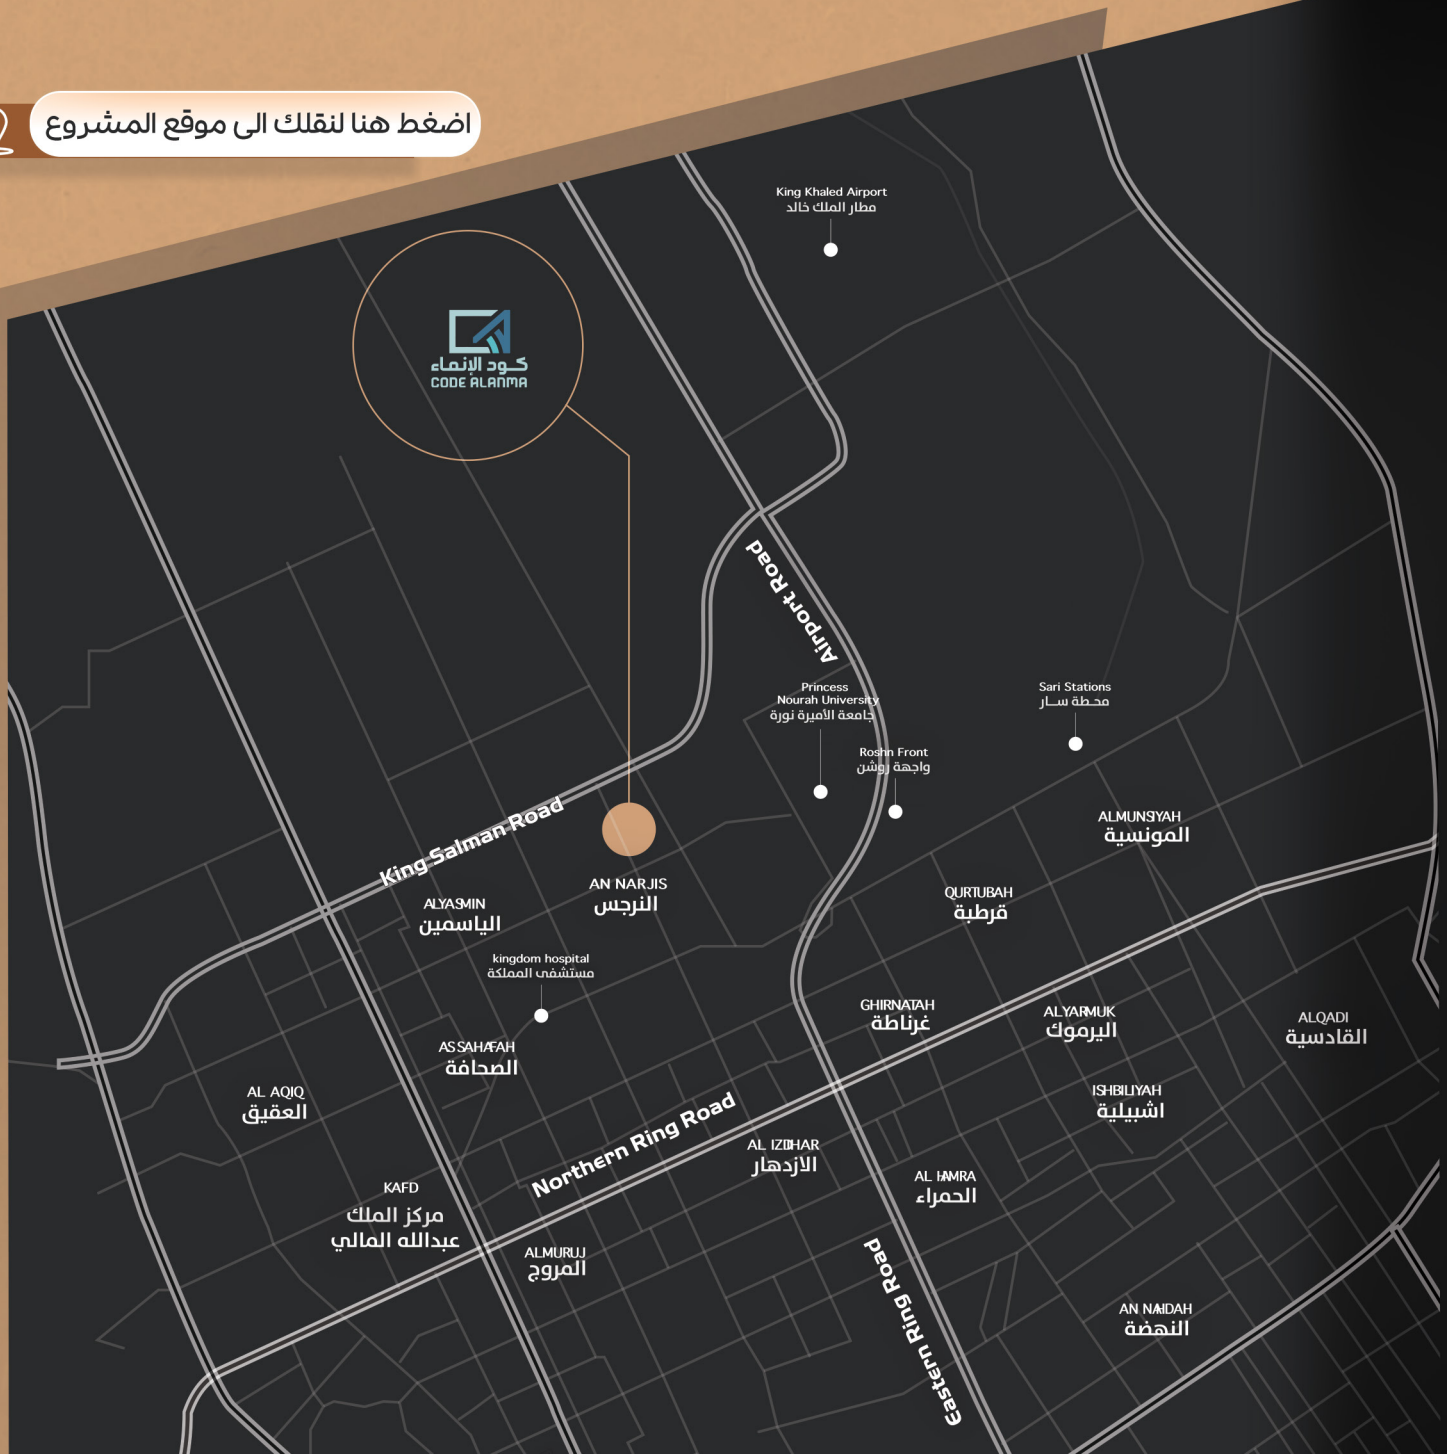 اضغط هنا لنقلك الى موقع المشروع
King Khaled Airport
مطار الملك خالد
كود الإنماء
CODE ALANMA
Airport Road
Princess
Nourah University
جامعة الأميرة نورة
Sari Stations
محطة سار
Roshn Front
واجهة روشن
King Salman Road
ALMUNSIYAH
المونسية
AN NARJIS
النرجس
QURTUBAH
قرطبة
ALYASMIN
الياسمين
kingdom hospital
مستشفى المملكة
GHIRNATAH
غرناطة
ALYARMUK
اليرموك
ALQADI
القادسية
AS SAHAFAH
الصحافة
AL AQIQ
العقيق
ISHBILIYAH
اشبيلية
Northern Ring Road
AL IZDIHAR
الازدهار
AL HAMRA
الحمراء
KAFD
مركز الملك
عبدالله المالي
ALMURUJ
المروج
Eastern Ring Road
AN NAHDAH
النهضة